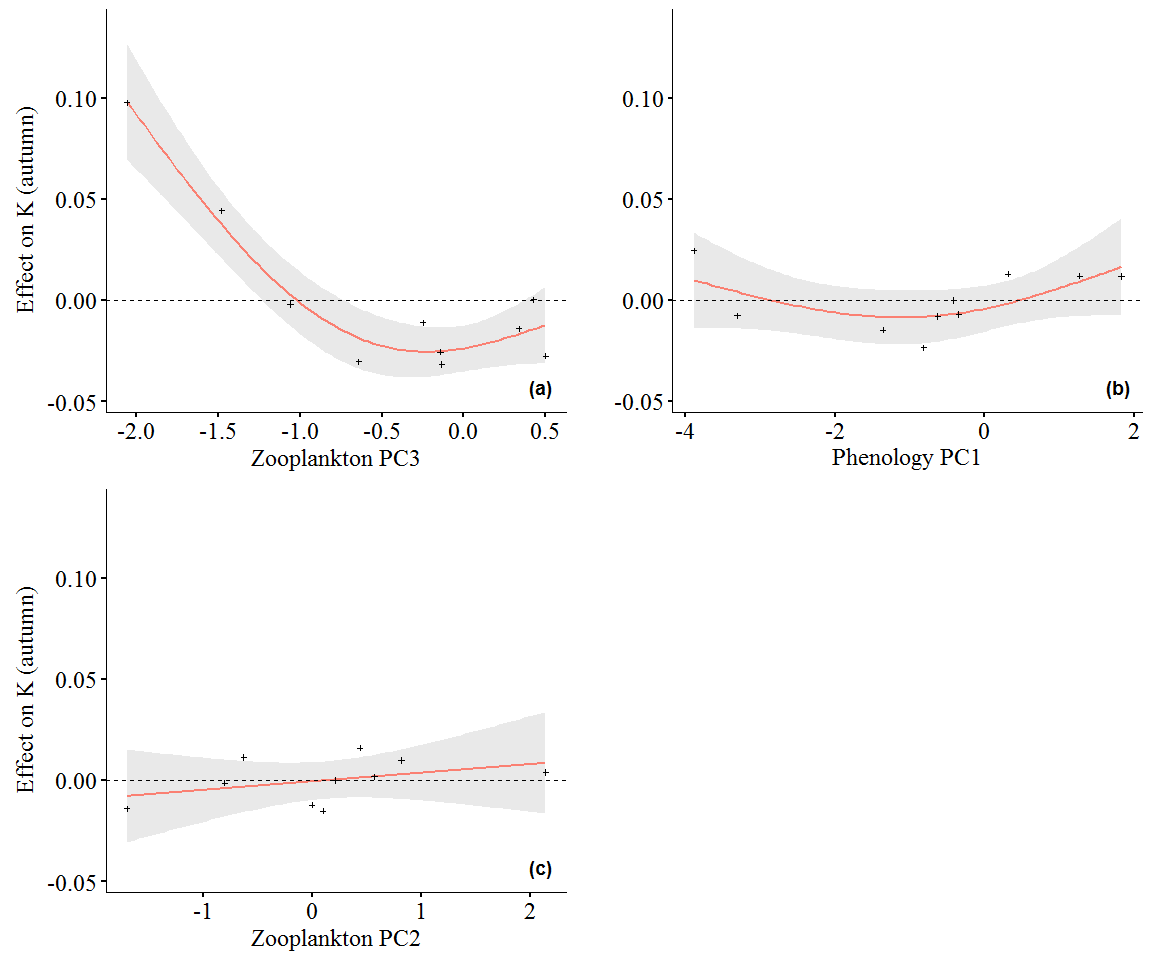 Effect on K (autumn)
0.10
0.05
0.00
-0.05
(a)
-2.0 -1.5 -1.0 -0.5 0.0 0.5
Zooplankton PC3
0.10
0.05
0.00
-0.05
(b)
-4 -2 0 2
Phenology PC1
Effect on K (autumn)
0.10
0.05
0.00
-0.05
(c)
-1 0 1 2
Zooplankton PC2